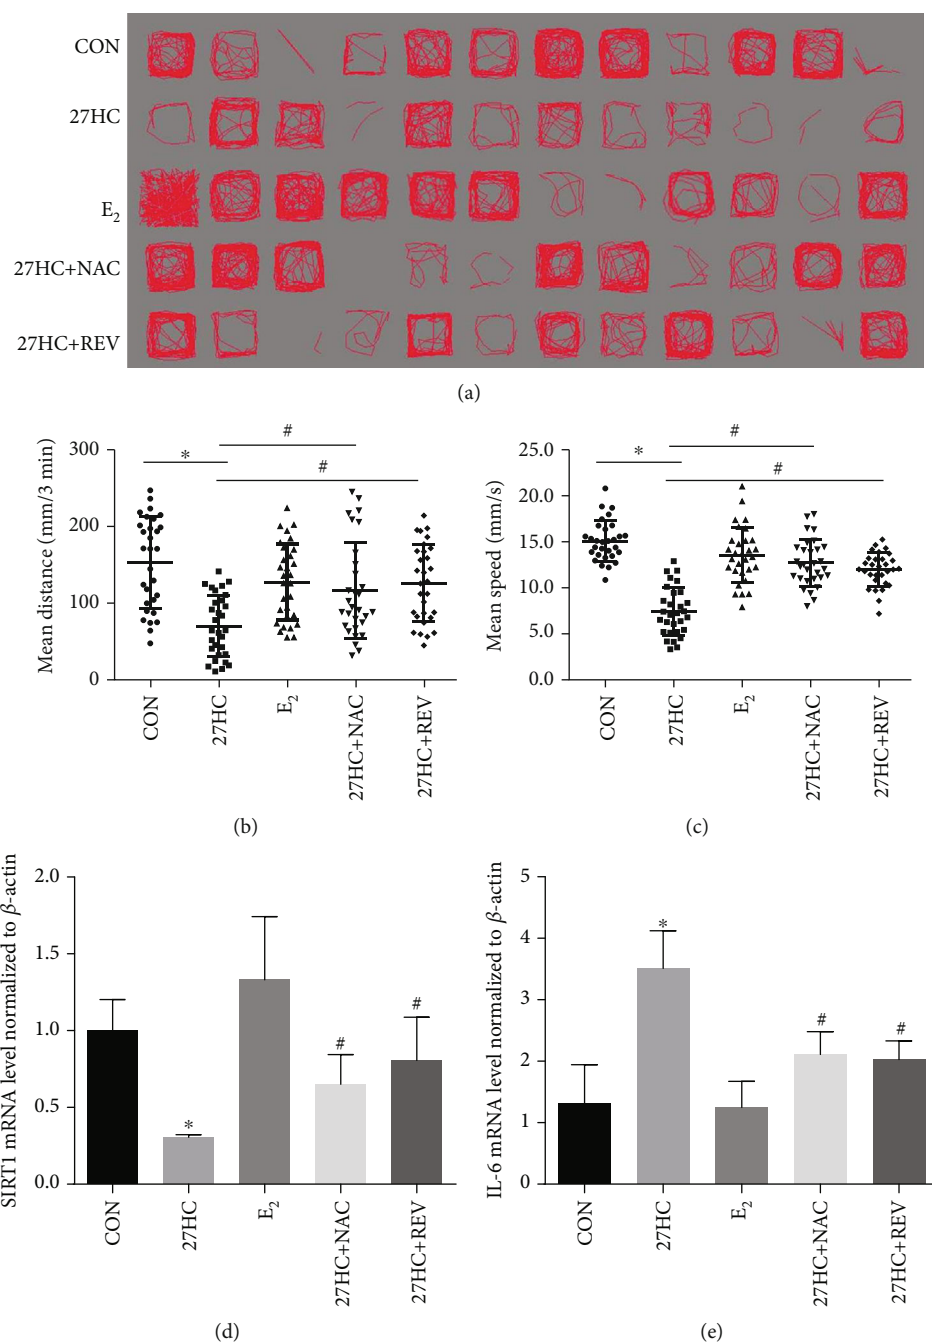 CON
27HC
E₂
27HC+NAC
27HC+REV
(a)
Mean distance (mm/3 min)
300
200
100
0
*
#
#
CON
27HC
E₂
27HC+NAC
27HC+REV
(b)
Mean speed (mm/s)
25.0
20.0
15.0
10.0
5.0
0.0
*
#
#
CON
27HC
E₂
27HC+NAC
27HC+REV
(c)
SIRT1 mRNA level normalized to β-actin
2.0
1.5
1.0
0.5
0.0
*
#
#
CON
27HC
E₂
27HC+NAC
27HC+REV
(d)
IL-6 mRNA level normalized to β-actin
5
4
3
2
1
0
*
#
#
CON
27HC
E₂
27HC+NAC
27HC+REV
(e)